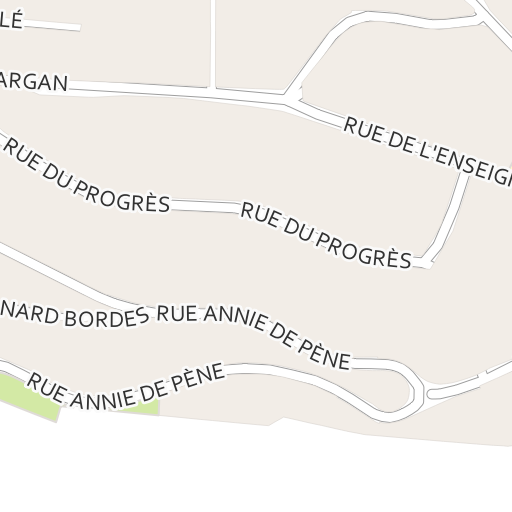 LÉ
ARGAN
RUE DE L'ENSEIG
RUE DU PROGRÈS
RUE DU PROGRÈS
NARD BORDES
RUE ANNIE DE PÈNE
RUE ANNIE DE PÈNE